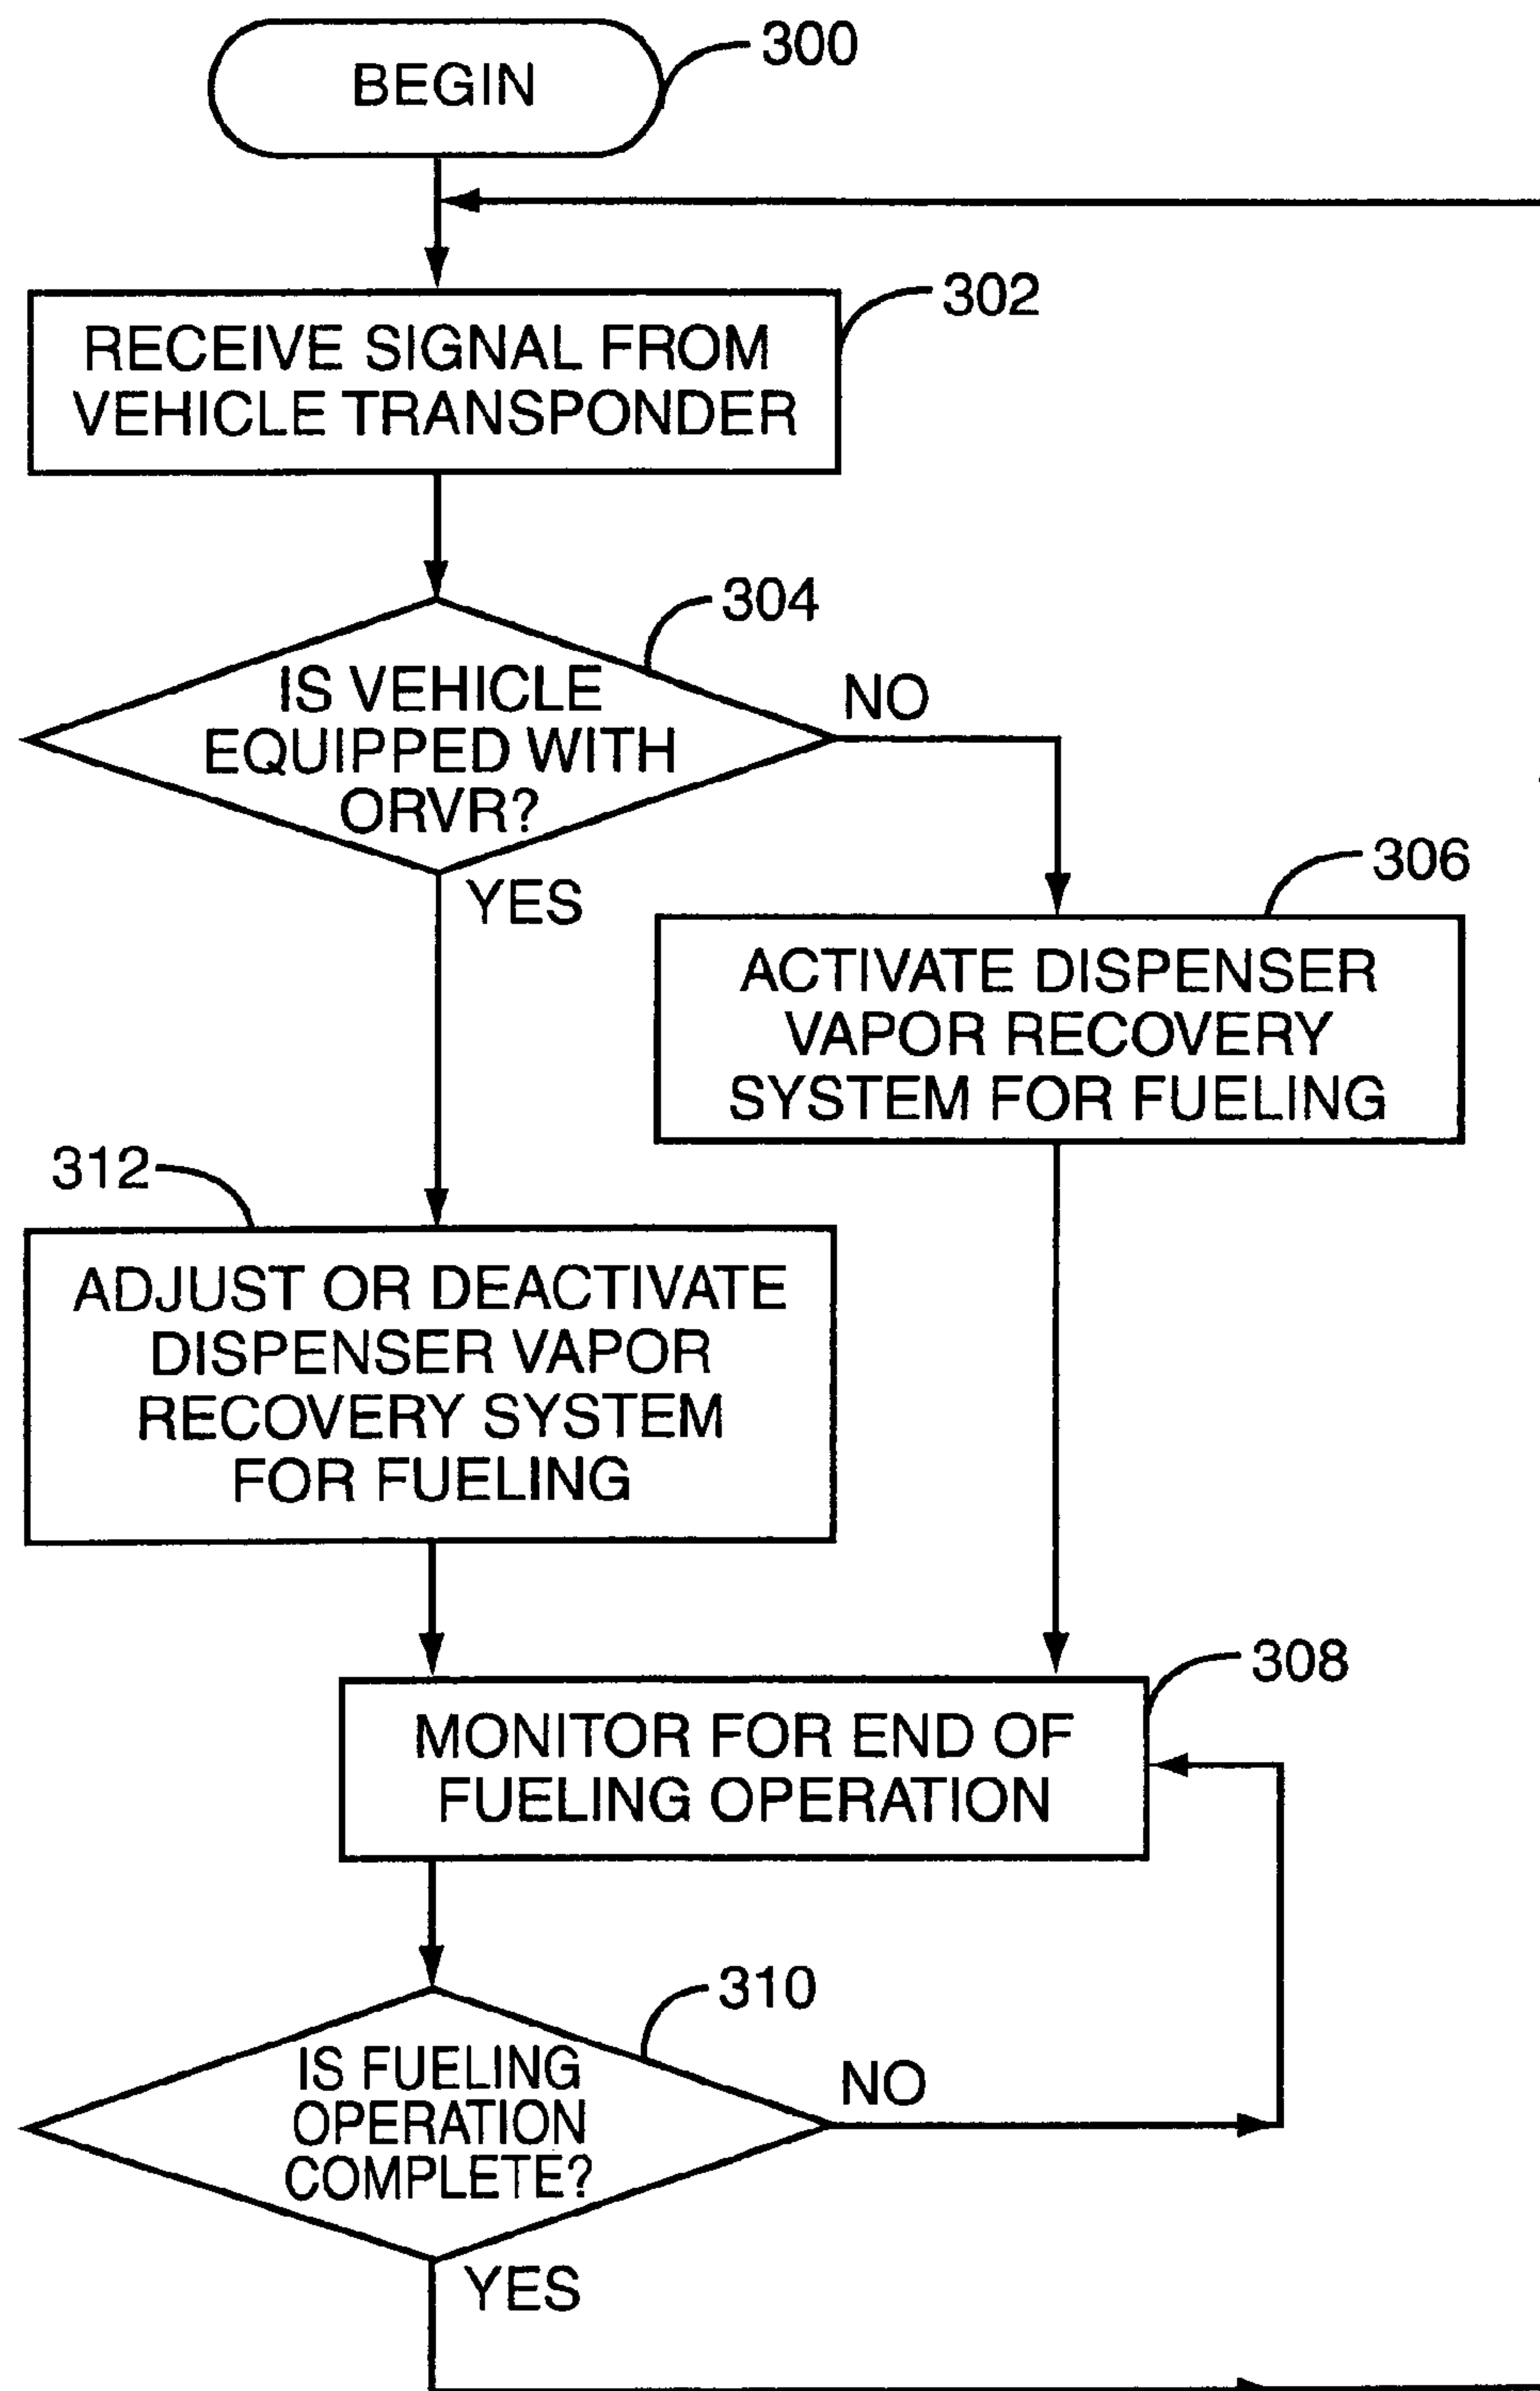 BEGIN
300
RECEIVE SIGNAL FROM
VEHICLE TRANSPONDER
302
304
IS VEHICLE
EQUIPPED WITH
ORVR?
NO
YES
306
ACTIVATE DISPENSER
VAPOR RECOVERY
SYSTEM FOR FUELING
312
ADJUST OR DEACTIVATE
DISPENSER VAPOR
RECOVERY SYSTEM
FOR FUELING
308
MONITOR FOR END OF
FUELING OPERATION
310
IS FUELING
OPERATION
COMPLETE?
NO
YES